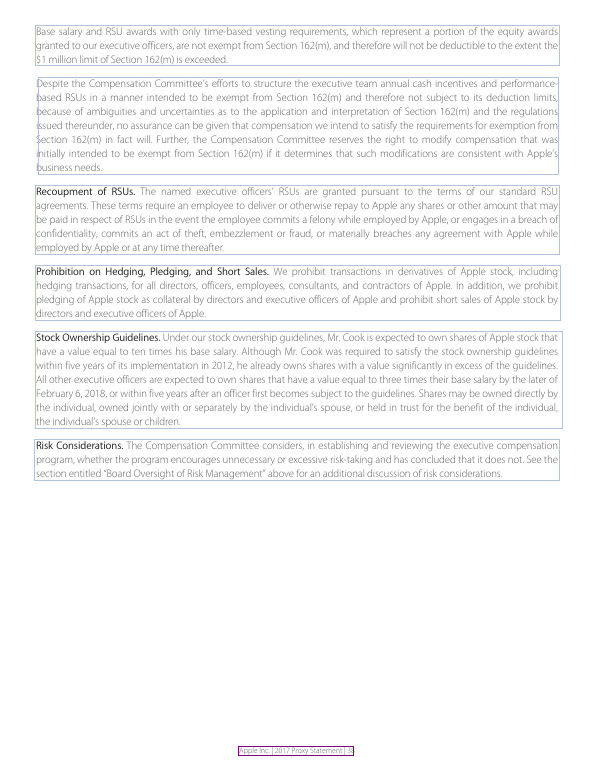 Base salary and RSU awards with only time-based vesting requirements, which represent a portion of the equity awards
granted to our executive officers, are not exempt from Section 162(m), and therefore will not be deductible to the extent the
$1 million limit of Section 162(m) is exceeded.
Despite the Compensation Committee's efforts to structure the executive team annual cash incentives and performance-
based RSUs in a manner intended to be exempt from Section 162(m) and therefore not subject to its deduction limits,
because of ambiguities and uncertainties as to the application and interpretation of Section 162(m) and the regulations
issued thereunder, no assurance can be given that compensation we intend to satisfy the requirements for exemption from
Section 162(m) in fact will. Further, the Compensation Committee reserves the right to modify compensation that was
initially intended to be exempt from Section 162(m) if it determines that such modifications are consistent with Apple's
business needs.
Recoupment of RSUs. The named executive officers' RSUs are granted pursuant to the terms of our standard RSU
agreements. These terms require an employee to deliver or otherwise repay to Apple any shares or other amount that may
be paid in respect of RSUs in the event the employee commits a felony while employed by Apple, or engages in a breach of
confidentiality, commits an act of theft, embezzlement or fraud, or materially breaches any agreement with Apple while
employed by Apple or at any time thereafter.
Prohibition on Hedging, Pledging, and Short Sales. We prohibit transactions in derivatives of Apple stock, including
hedging transactions, for all directors, officers, employees, consultants, and contractors of Apple. In addition, we prohibit
pledging of Apple stock as collateral by directors and executive officers of Apple and prohibit short sales of Apple stock by
directors and executive officers of Apple.
Stock Ownership Guidelines. Under our stock ownership guidelines, Mr. Cook is expected to own shares of Apple stock that
have a value equal to ten times his base salary. Although Mr. Cook was required to satisfy the stock ownership guidelines
within five years of its implementation in 2012, he already owns shares with a value significantly in excess of the guidelines.
All other executive officers are expected to own shares that have a value equal to three times their base salary by the later of
February 6, 2018, or within five years after an officer first becomes subject to the guidelines. Shares may be owned directly by
the individual, owned jointly with or separately by the individual's spouse, or held in trust for the benefit of the individual,
the individual's spouse or children.
Risk Considerations. The Compensation Committee considers, in establishing and reviewing the executive compensation
program, whether the program encourages unnecessary or excessive risk-taking and has concluded that it does not. See the
section entitled "Board Oversight of Risk Management" above for an additional discussion of risk considerations.
Apple Inc. | 2017 Proxy Statement |